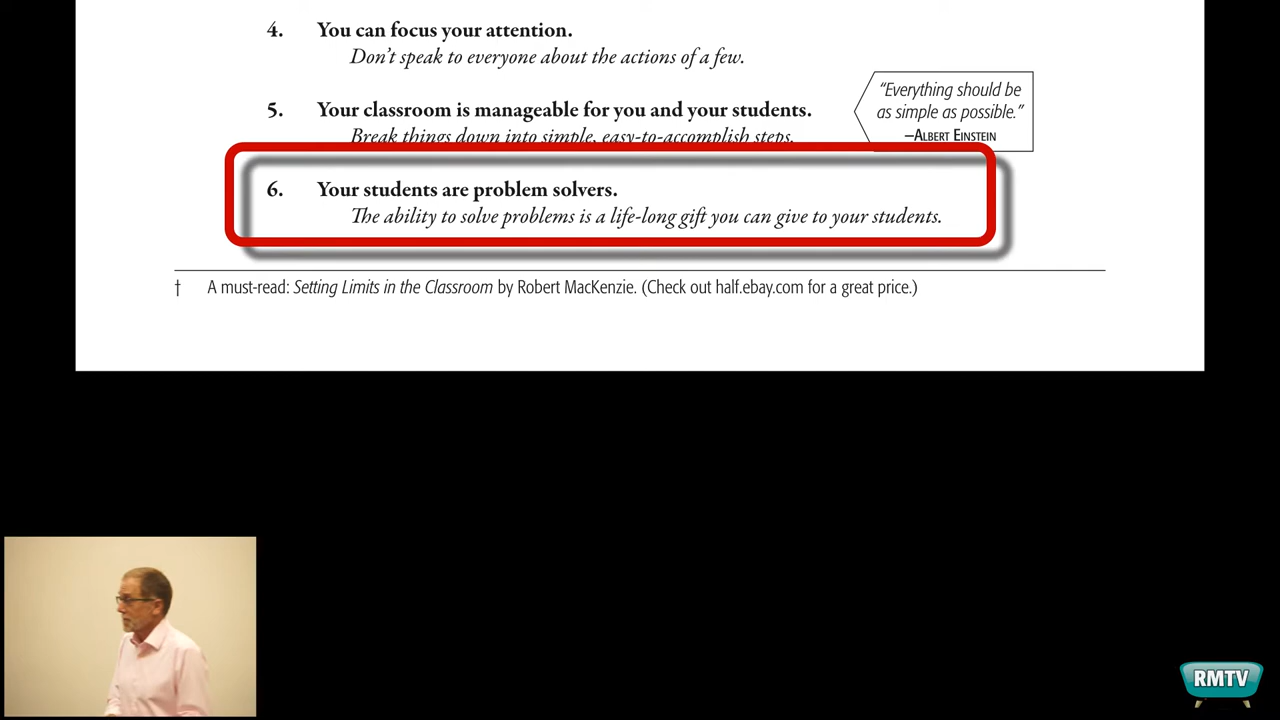 4. You can focus your attention.
Don't speak to everyone about the actions of a few.
5. Your classroom is manageable for you and your students.
Break things down into simple, easy-to-accomplish steps.
"Everything should be
as simple as possible."
–ALBERT EINSTEIN
6. Your students are problem solvers.
The ability to solve problems is a life-long gift you can give to your students.
† A must-read: Setting Limits in the Classroom by Robert MacKenzie. (Check out half.ebay.com for a great price.)
RMTV